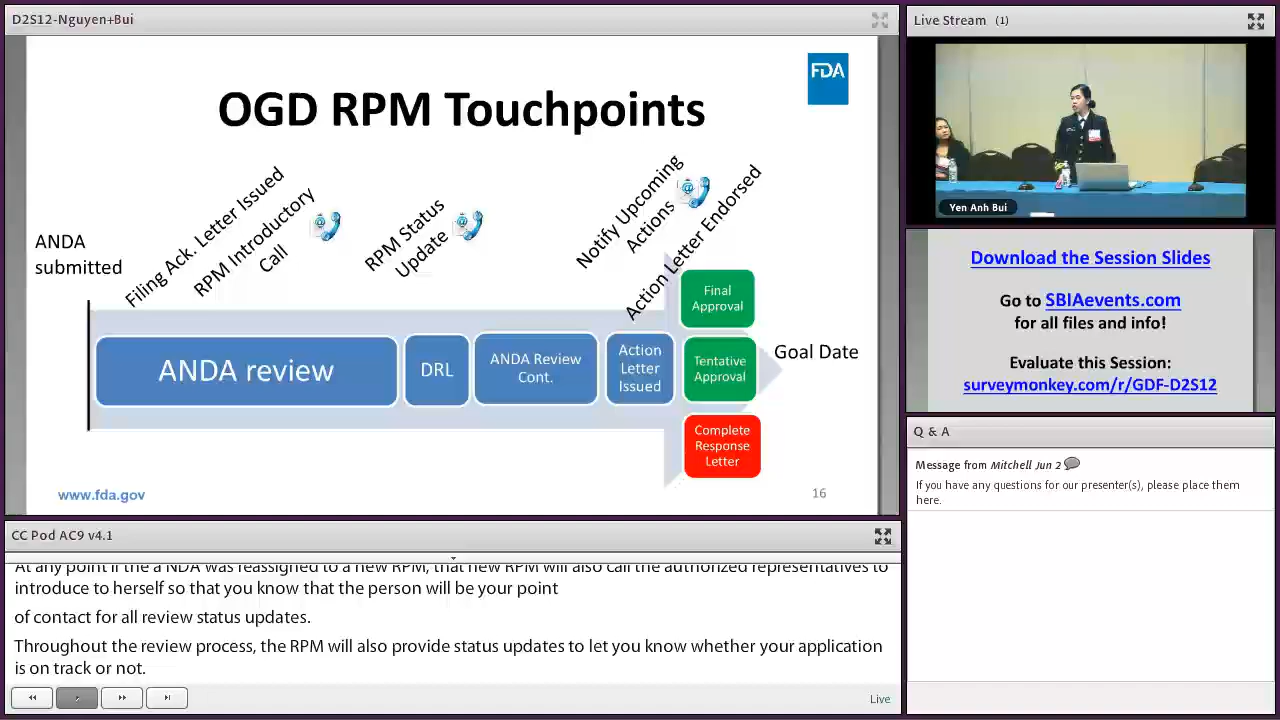 D2S12-Nguyen+Bui
FDA
OGD RPM Touchpoints
ANDA
submitted
Filing Ack. Letter Issued
RPM Introductory
Call
RPM Status
Update
Notify Upcoming
Actions
Action Letter Endorsed
ANDA review
DRL
ANDA Review
Cont.
Action
Letter
Issued
Final
Approval
Tentative
Approval
Complete
Response
Letter
Goal Date
www.fda.gov
16
CC Pod AC9 v4.1
At any point if the a NDA was reassigned to a new RPM, that new RPM will also call the authorized representatives to
introduce to herself so that you know that the person will be your point
of contact for all review status updates.
Throughout the review process, the RPM will also provide status updates to let you know whether your application
is on track or not.
Live
Live Stream (1)
Yen Anh Bui
Download the Session Slides
Go to SBIAevents.com
for all files and info!
Evaluate this Session:
surveymonkey.com/r/GDF-D2S12
Q & A
Message from Mitchell Jun 2
If you have any questions for our presenter(s), please place them
here.